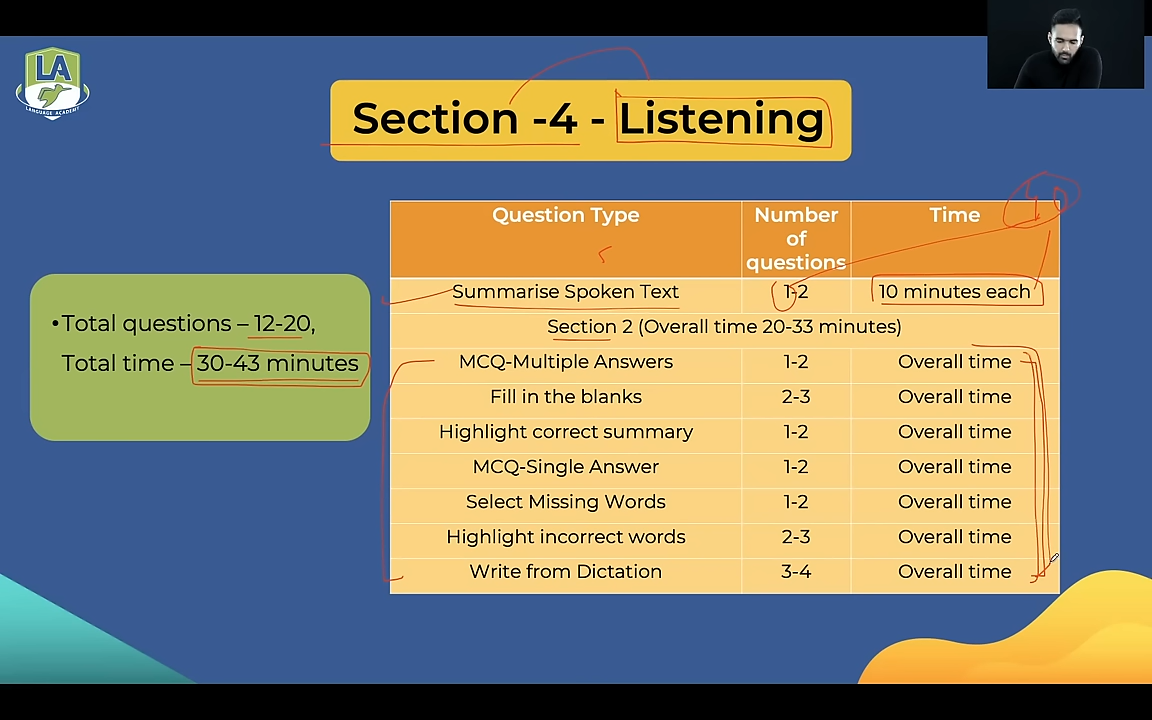 LA
LANGUAGE ACADEMY
Section -4 - Listening
•Total questions – 12-20,
Total time – 30-43 minutes
Question Type Number of questions Time
10
Summarise Spoken Text 1-2 10 minutes each
Section 2 (Overall time 20-33 minutes)
MCQ-Multiple Answers 1-2 Overall time
Fill in the blanks 2-3 Overall time
Highlight correct summary 1-2 Overall time
MCQ-Single Answer 1-2 Overall time
Select Missing Words 1-2 Overall time
Highlight incorrect words 2-3 Overall time
Write from Dictation 3-4 Overall time